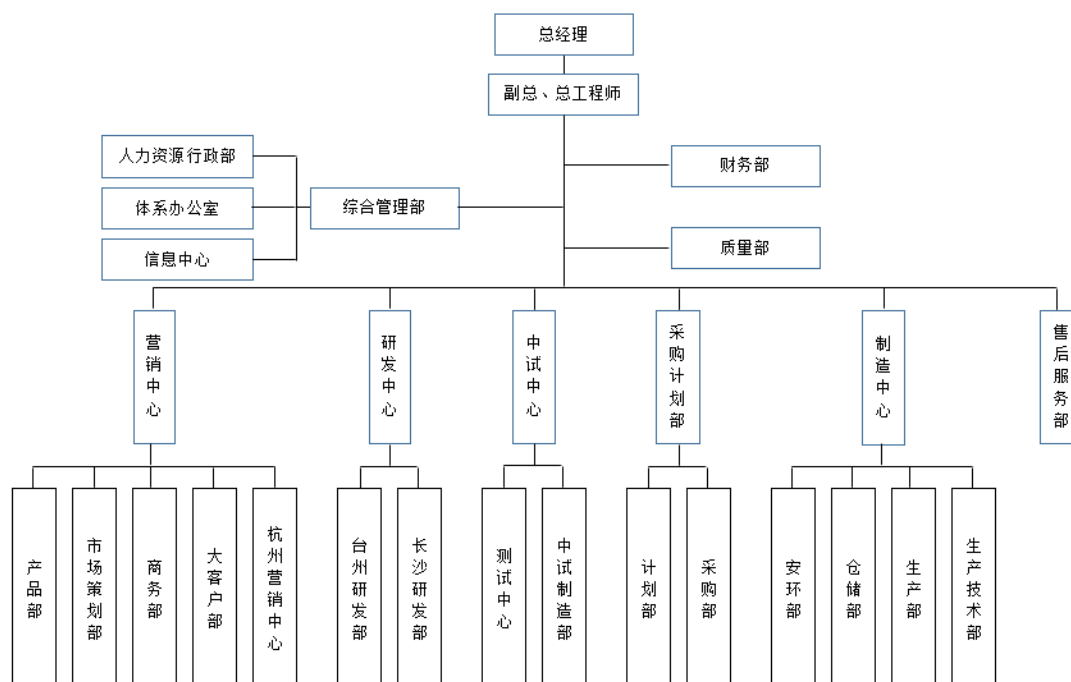 总经理
副总、总工程师
人力资源行政部
财务部
体系办公室
综合管理部
质量部
信息中心
营销中心
研发中心
中试中心
采购计划部
制造中心
售后服务部
产品部
市场策划部
商务部
大客户部
杭州营销中心
台州研发部
长沙研发部
测试中心
中试制造部
计划部
采购部
安环部
仓储部
生产部
生产技术部